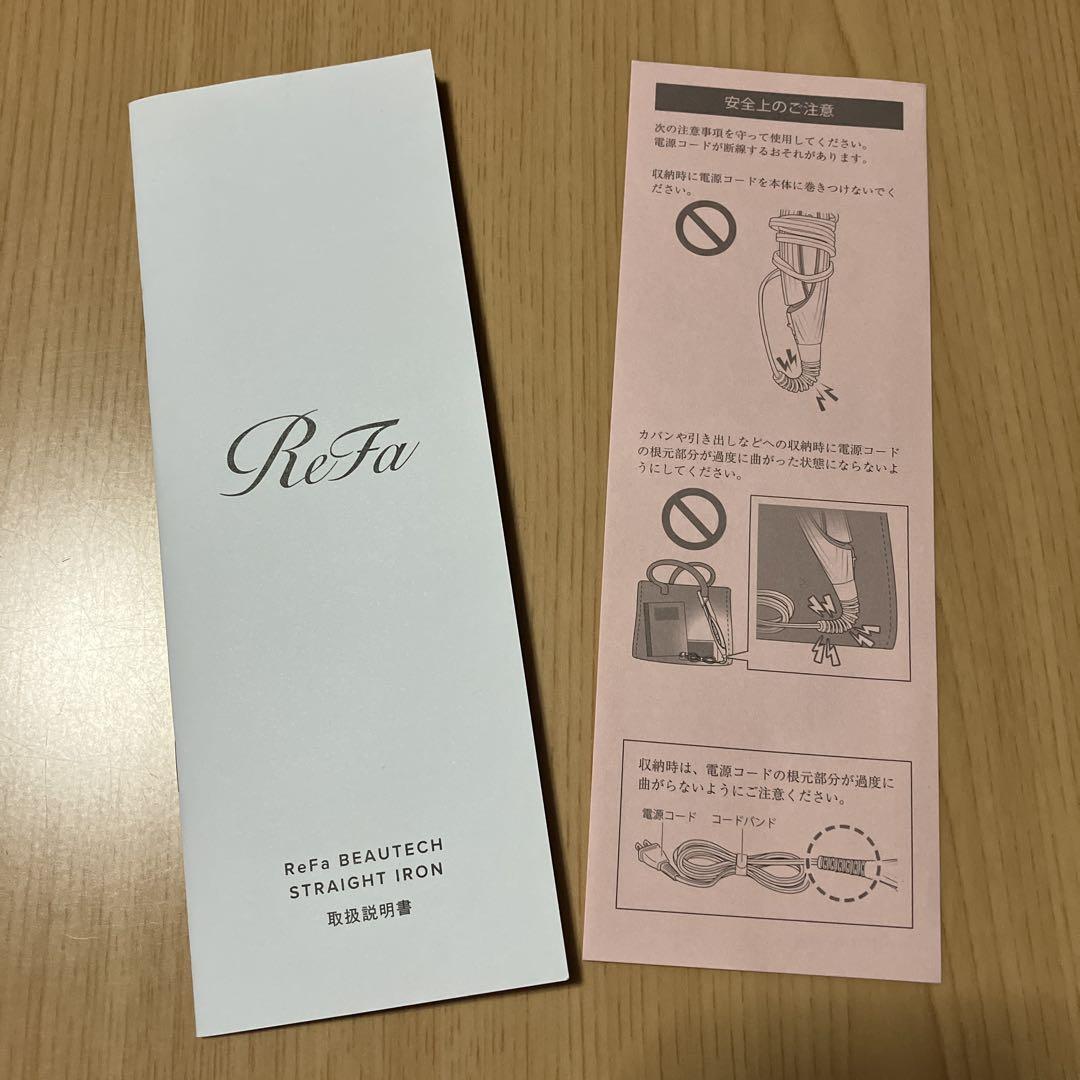 ReFa
ReFa BEAUTECH
STRAIGHT IRON
取扱説明書
安全上のご注意
次の注意事項を守って使用してください。
電源コードが断線するおそれがあります。
収納時に電源コードを本体に巻きつけないでく
ださい。
カバンや引き出しなどへの収納時に電源コード
の根元部分が過度に曲がった状態にならないよ
うにしてください。
収納時は、電源コードの根元部分が過度に
曲がらないようにご注意ください。
電源コード コードバンド